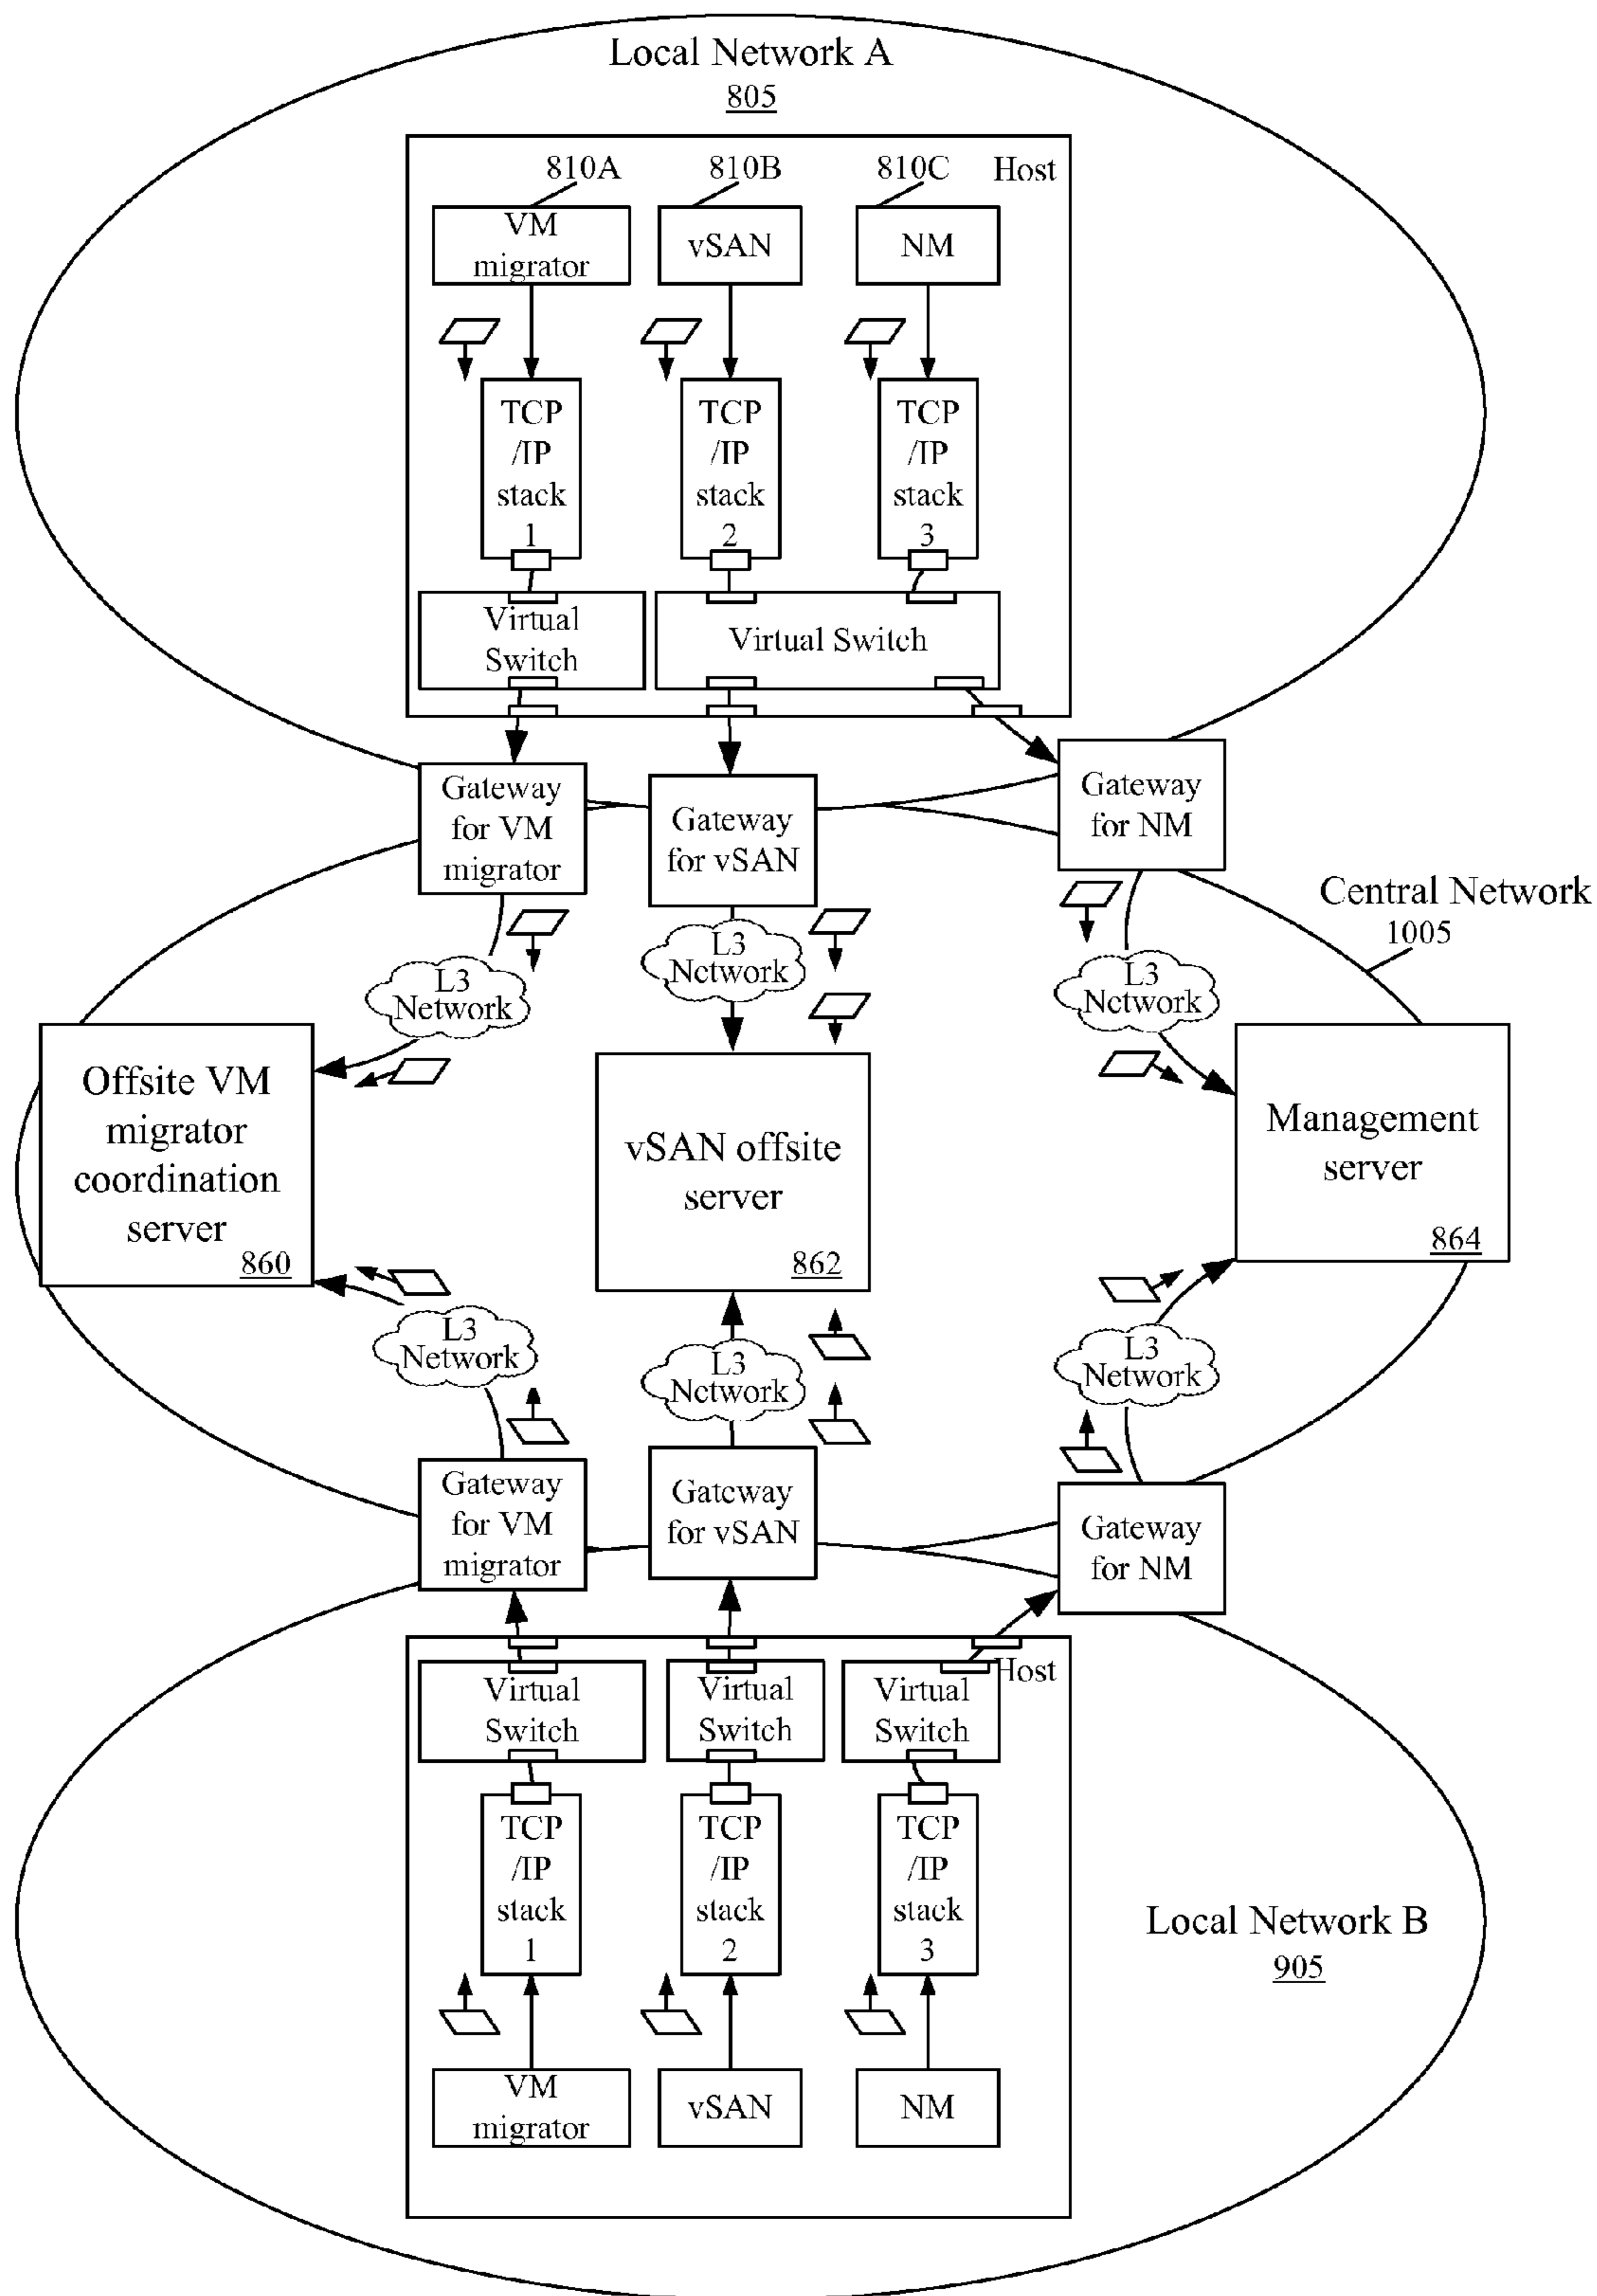 Local Network A
805
810A
810B
810C
Host
VM
migrator
vSAN
NM
TCP
/IP
stack
1
TCP
/IP
stack
2
TCP
/IP
stack
3
Virtual
Switch
Virtual Switch
Gateway
for VM
migrator
Gateway
for vSAN
Gateway
for NM
Central Network
1005
L3
Network
L3
Network
L3
Network
Offsite VM
migrator
coordination
server
860
vSAN offsite
server
862
Management
server
864
L3
Network
L3
Network
L3
Network
Gateway
for VM
migrator
Gateway
for vSAN
Gateway
for NM
Host
Virtual
Switch
Virtual
Switch
Virtual
Switch
TCP
/IP
stack
1
TCP
/IP
stack
2
TCP
/IP
stack
3
Local Network B
905
VM
migrator
vSAN
NM